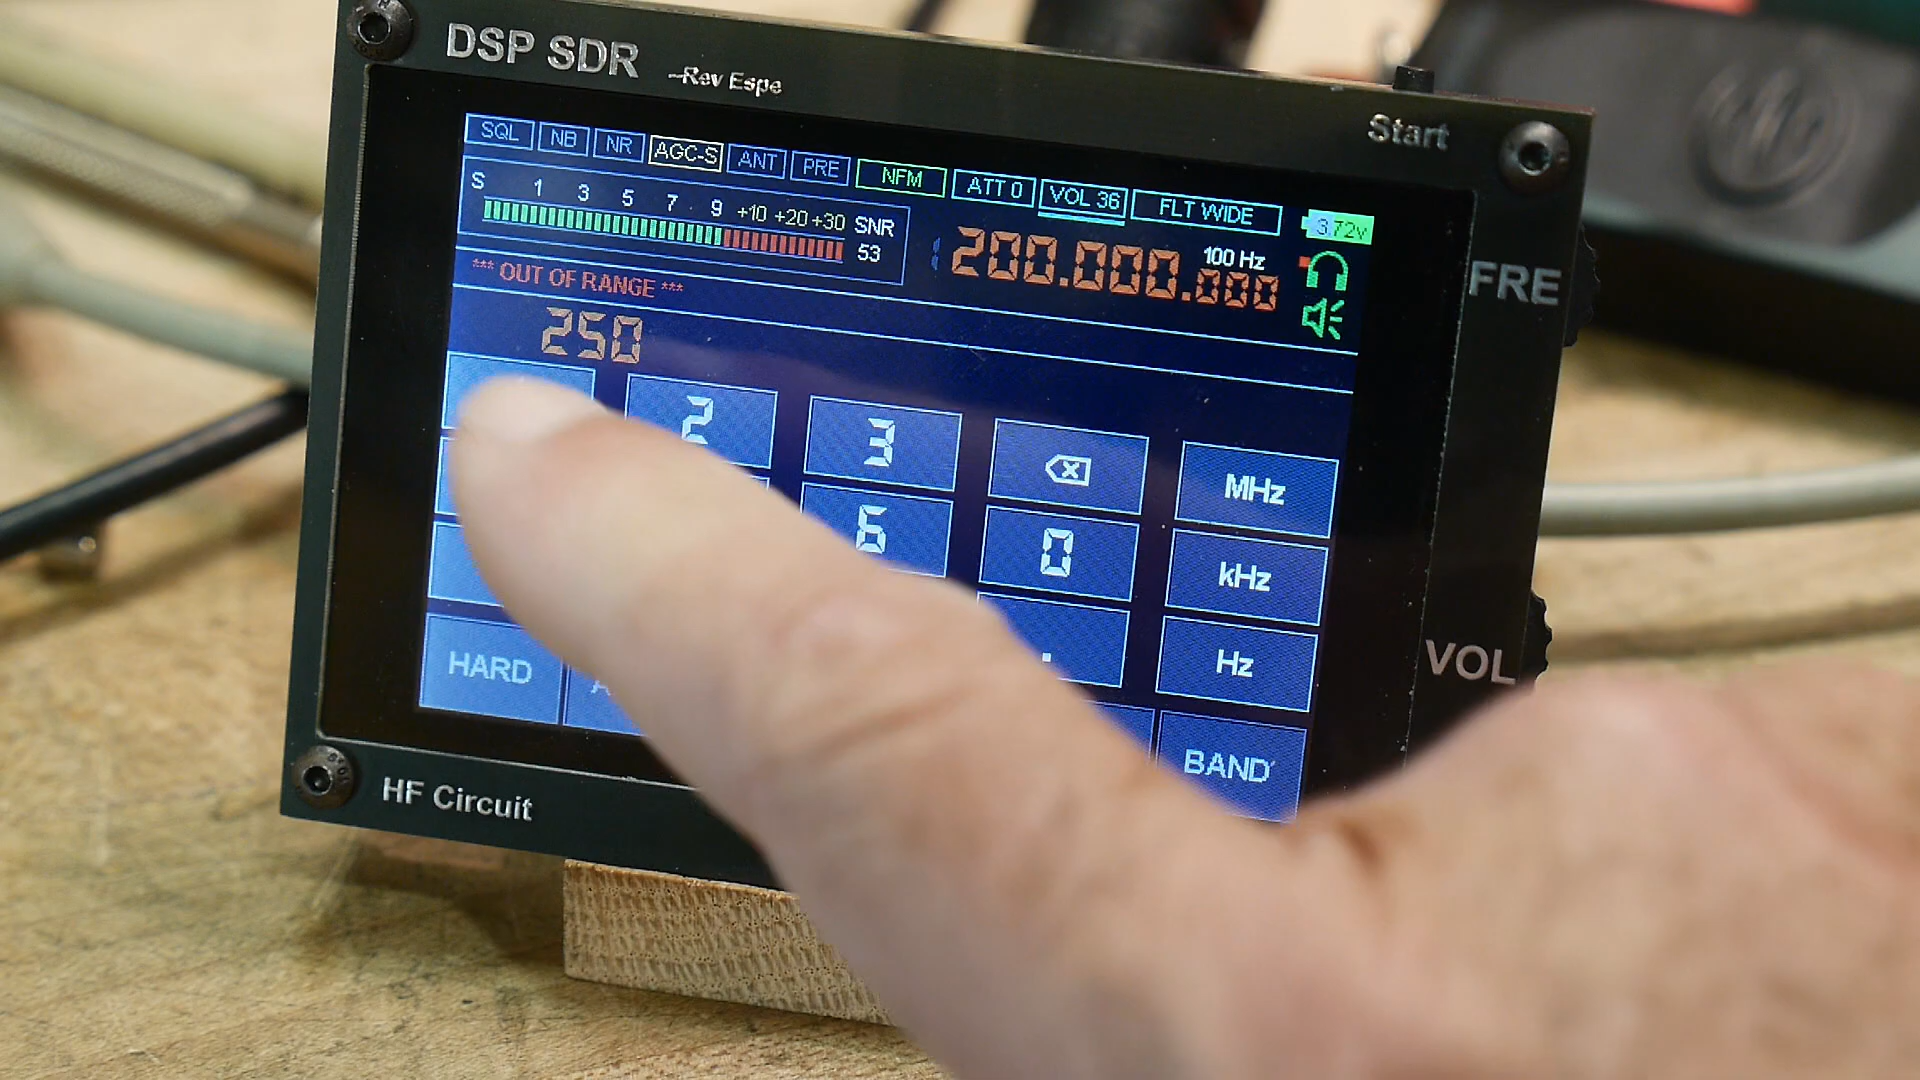 DSP SDR --Rev Espe
Start
SQL NB NR AGC-S ANT PRE NFM ATT 0 VOL 36 FLT WIDE 3.72v
S 1 3 5 7 9 +10 +20 +30 SNR
53
100 Hz
200.000.000
FRE
*** OUT OF RANGE ***
250
2 3 MHz
6 0 kHz
. Hz
VOL
HARD BAND
HF Circuit